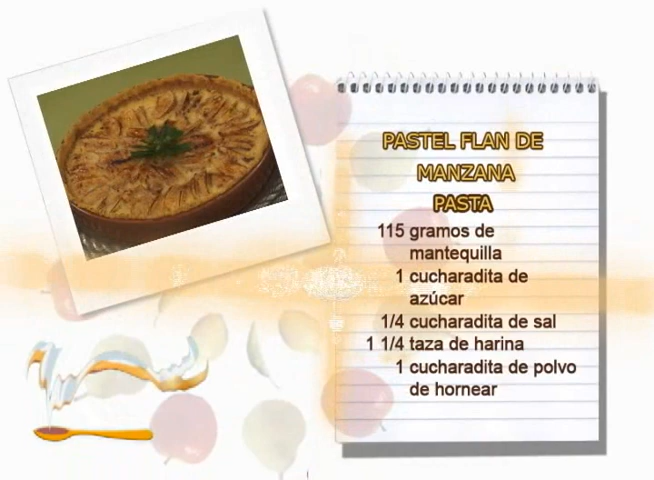 PASTEL FLAN DE
MANZANA
PASTA
115 gramos de
mantequilla
1 cucharadita de
azúcar
1/4 cucharadita de sal
1 1/4 taza de harina
1 cucharadita de polvo
de hornear